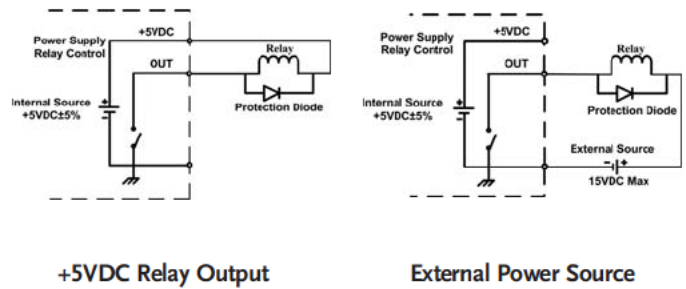 +5VDC
Power Supply
Relay Control
Relay
OUT
Internal Source
+5VDC±5%
Protection Diode
+5VDC
Power Supply
Relay Control
Relay
OUT
Internal Source
+5VDC±5%
Protection Diode
External Source
15VDC Max
+5VDC Relay Output
External Power Source